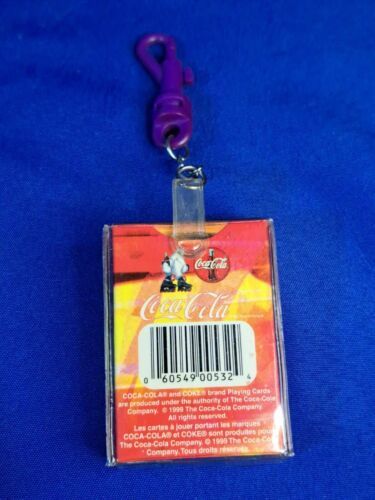 Coca-Cola
Coca-Cola
0 60549 00532 4
COCA-COLA® and COKE® brand Playing Cards
are produced under the authority of The Coca-Cola
Company. © 1999 The Coca-Cola Company.
All rights reserved.
Les cartes à jouer portant les marques
COCA-COLA® et COKE® sont produites pour
The Coca-Cola Company. © 1999 The Coca-Cola
Company. Tous droits réservés.